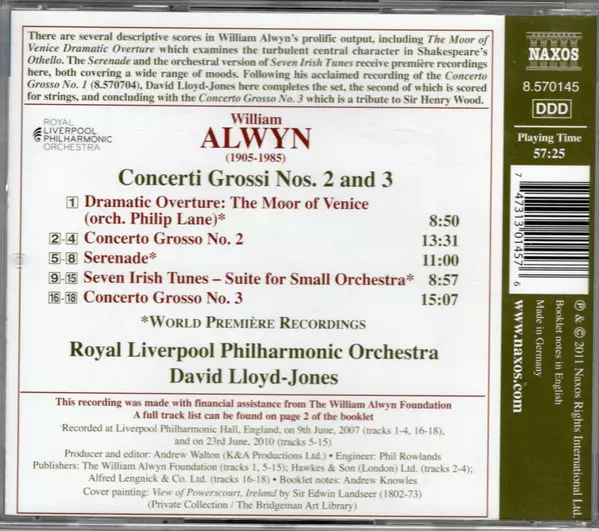 There are several descriptive scores in William Alwyn's prolific output, including The Moor of
Venice Dramatic Overture which examines the turbulent central character in Shakespeare's
Othello. The Serenade and the orchestral version of Seven Irish Tunes receive première recordings
here, both covering a wide range of moods. Following his acclaimed recording of the Concerto
Grosso No. 1 (8.570704), David Lloyd-Jones here completes the set, the second of which is scored
for strings, and concluding with the Concerto Grosso No. 3 which is a tribute to Sir Henry Wood.
ROYAL
LIVERPOOL
PHILHARMONIC
ORCHESTRA
William
ALWYN
(1905-1985)
Concerti Grossi Nos. 2 and 3
1 Dramatic Overture: The Moor of Venice
(orch. Philip Lane)* 8:50
2-4 Concerto Grosso No. 2 13:31
5-8 Serenade* 11:00
9-15 Seven Irish Tunes – Suite for Small Orchestra* 8:57
16-18 Concerto Grosso No. 3 15:07
*WORLD PREMIÈRE RECORDINGS
Royal Liverpool Philharmonic Orchestra
David Lloyd-Jones
This recording was made with financial assistance from The William Alwyn Foundation
A full track list can be found on page 2 of the booklet
Recorded at Liverpool Philharmonic Hall, England, on 9th June, 2007 (tracks 1-4, 16-18),
and on 23rd June, 2010 (tracks 5-15)
Producer and editor: Andrew Walton (K&A Productions Ltd.) • Engineer: Phil Rowlands
Publishers: The William Alwyn Foundation (tracks 1, 5-15); Hawkes & Son (London) Ltd. (tracks 2-4);
Alfred Lengnick & Co. Ltd. (tracks 16-18) • Booklet notes: Andrew Knowles
Cover painting: View of Powerscourt, Ireland by Sir Edwin Landseer (1802-73)
(Private Collection / The Bridgeman Art Library)
NAXOS
8.570145
DDD
Playing Time
57:25
7 47313 01457 6
℗ & © 2011 Naxos Rights International Ltd.
Booklet notes in English
Made in Germany
www.naxos.com